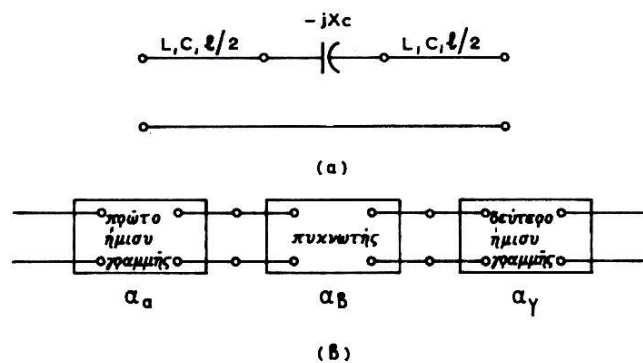 -jXc
L, C, ℓ/2
L, C, ℓ/2
(α)
πρώτο
ήμισυ
γραμμής
πυκνωτής
δεύτερο
ήμισυ
γραμμής
αα
αβ
αγ
(β)